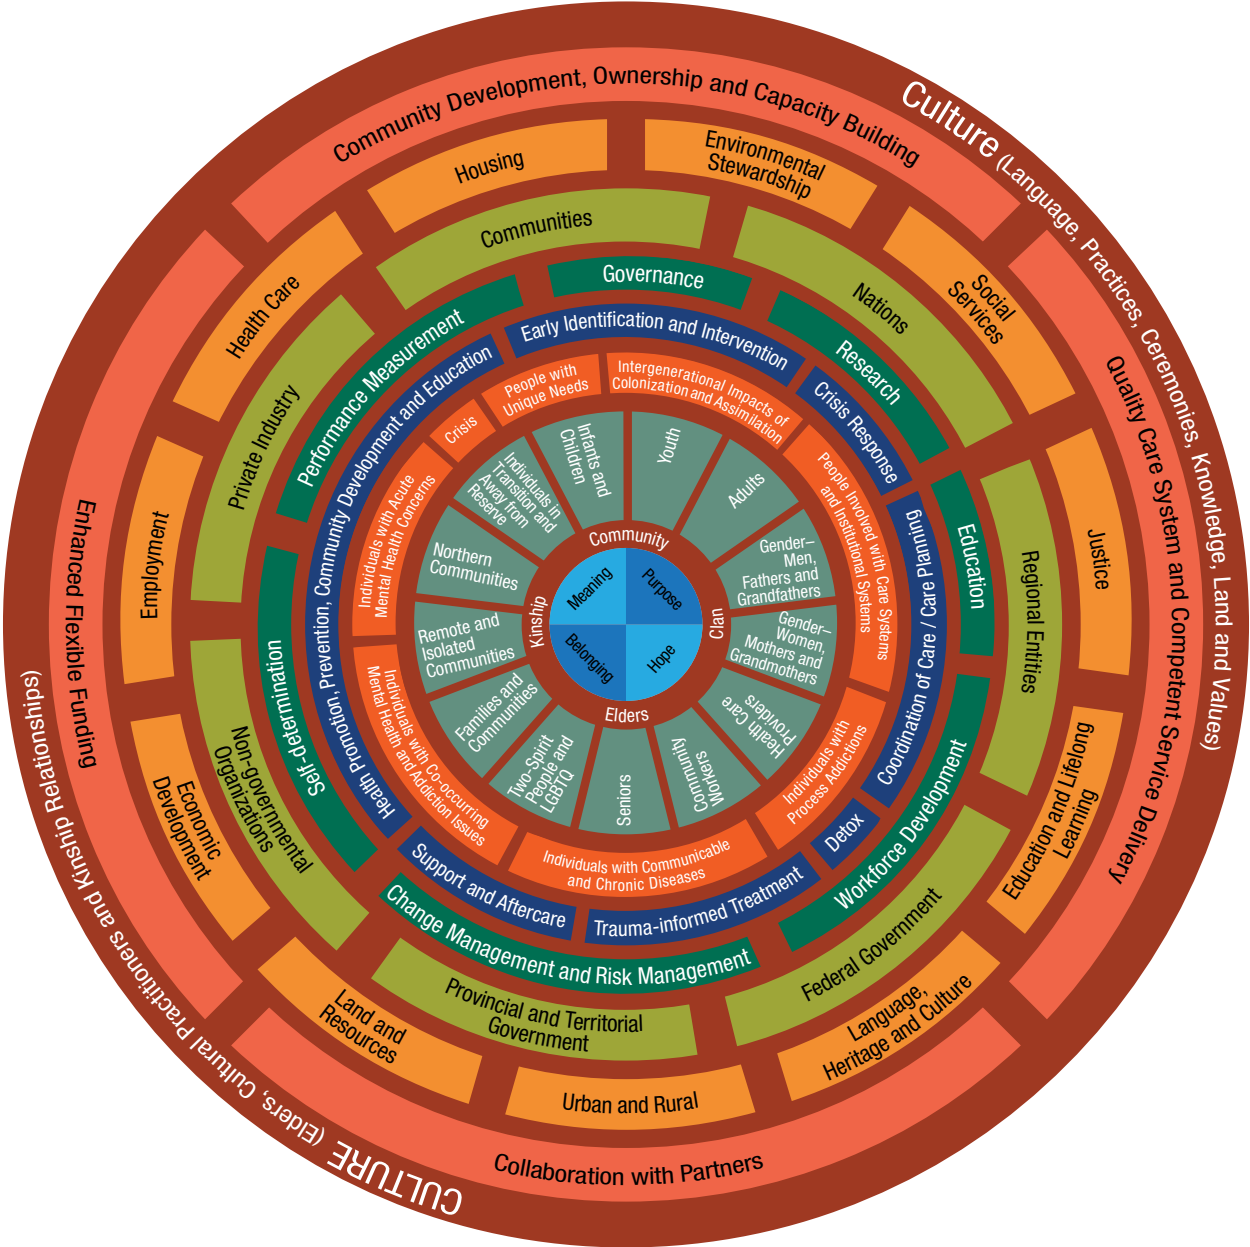 Culture (Language, Practices, Ceremonies, Knowledge, Land and Values)
CULTURE (Elders, Cultural Practitioners and Kinship Relationships)
Community Development, Ownership and Capacity Building
Quality Care System and Competent Service Delivery
Collaboration with Partners
Enhanced Flexible Funding
Housing
Environmental
Stewardship
Social
Services
Justice
Education and Lifelong
Learning
Language,
Heritage and Culture
Urban and Rural
Land and
Resources
Economic
Development
Employment
Health Care
Communities
Nations
Regional Entities
Federal Government
Provincial and Territorial
Government
Non-governmental
Organizations
Private Industry
Governance
Research
Education
Workforce Development
Change Management and Risk Management
Self-determination
Performance Measurement
Early Identification and Intervention
Crisis Response
Coordination of Care / Care Planning
Detox
Trauma-informed Treatment
Support and Aftercare
Health Promotion, Prevention, Community Development and Education
People with
Unique Needs
Intergenerational Impacts of
Colonization and Assimilation
People Involved with Care Systems
and Institutional Systems
Individuals with
Process Addictions
Individuals with Communicable
and Chronic Diseases
Individuals with Co-occurring
Mental Health and Addiction Issues
Individuals with Acute
Mental Health Concerns
Crisis
Infants and
Children
Youth
Adults
Gender–
Men,
Fathers and
Grandfathers
Gender–
Women,
Mothers and
Grandmothers
Health Care
Providers
Community
Workers
Seniors
Two-Spirit
People and
LGBTQ
Families and
Communities
Remote and
Isolated
Communities
Northern
Communities
Individuals in
Transition and
Away from
Reserve
Community
Clan
Elders
Kinship
Meaning
Purpose
Hope
Belonging